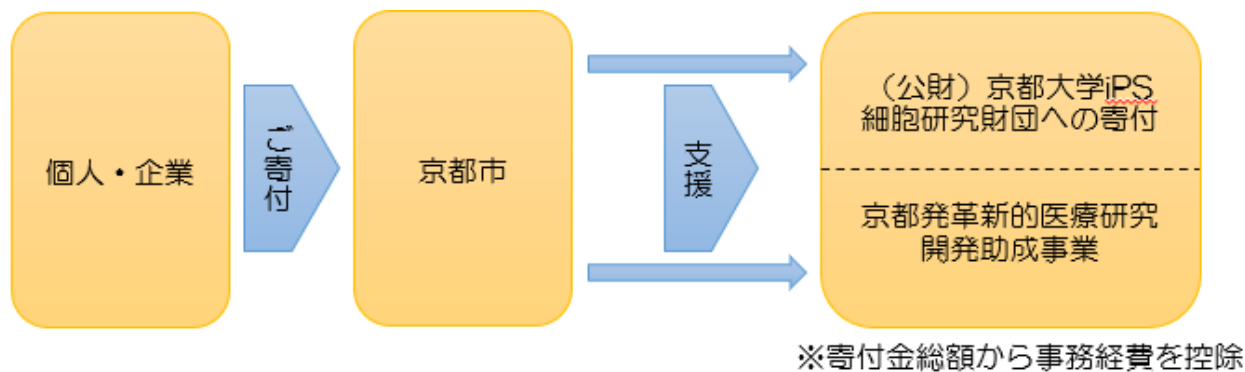 個人・企業
ご寄付
京都市
支援
（公財）京都大学iPS
細胞研究財団への寄付
京都発革新的医療研究
開発助成事業
※寄付金総額から事務経費を控除